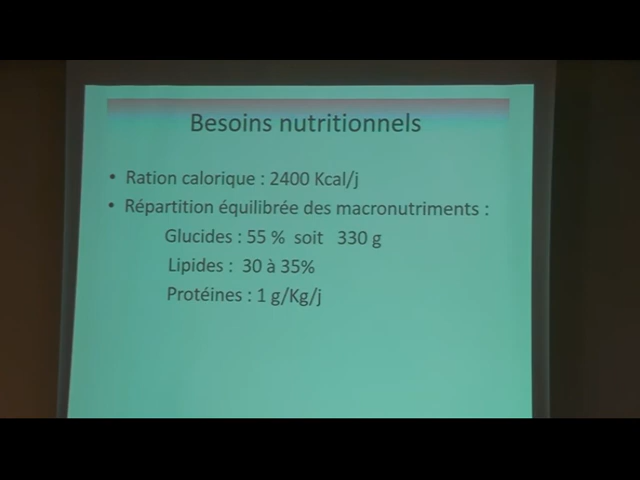 Besoins nutritionnels
• Ration calorique : 2400 Kcal/j
• Répartition équilibrée des macronutriments :
Glucides : 55 % soit 330 g
Lipides : 30 à 35%
Protéines : 1 g/Kg/j